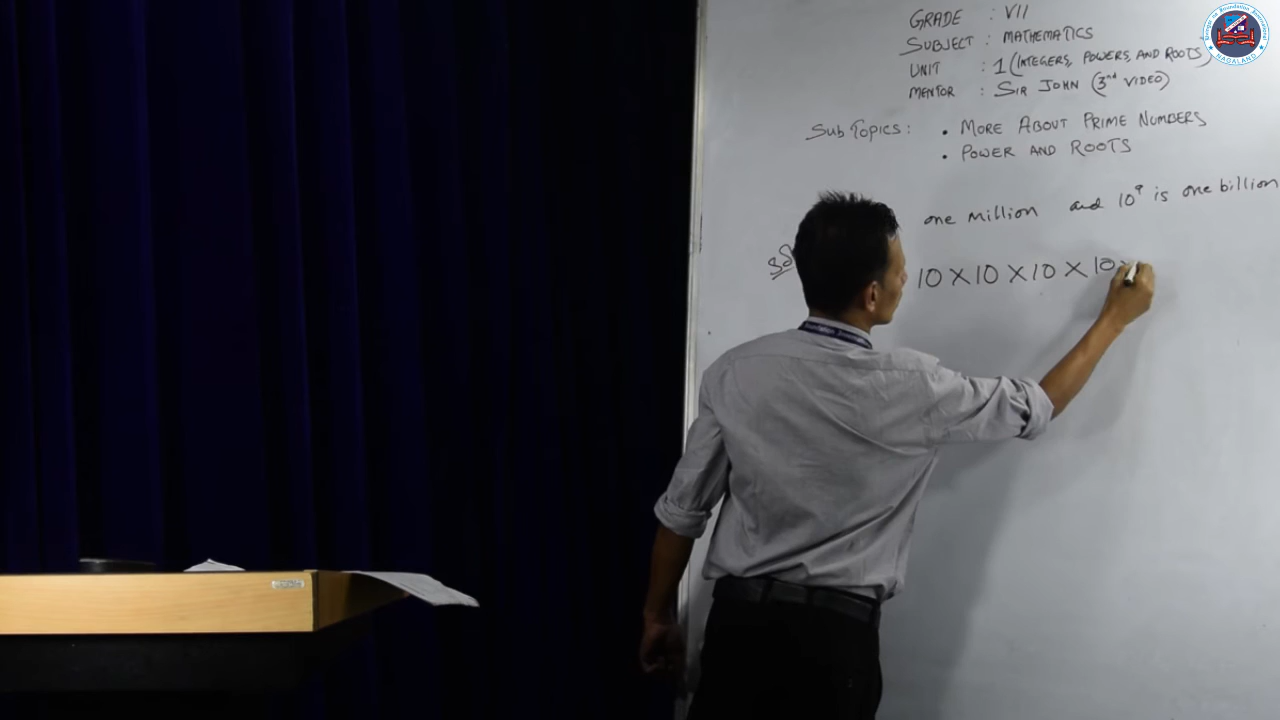 GRADE : VII
SUBJECT : MATHEMATICS
UNIT : 1 (INTEGERS, POWERS, AND ROOTS)
MENTOR : SIR JOHN (3rd VIDEO)
Sub Topics : • MORE ABOUT PRIME NUMBERS
• POWER AND ROOTS
one million and 10⁹ is one billion
10 X 10 X 10 X 10 X
NAGALAND